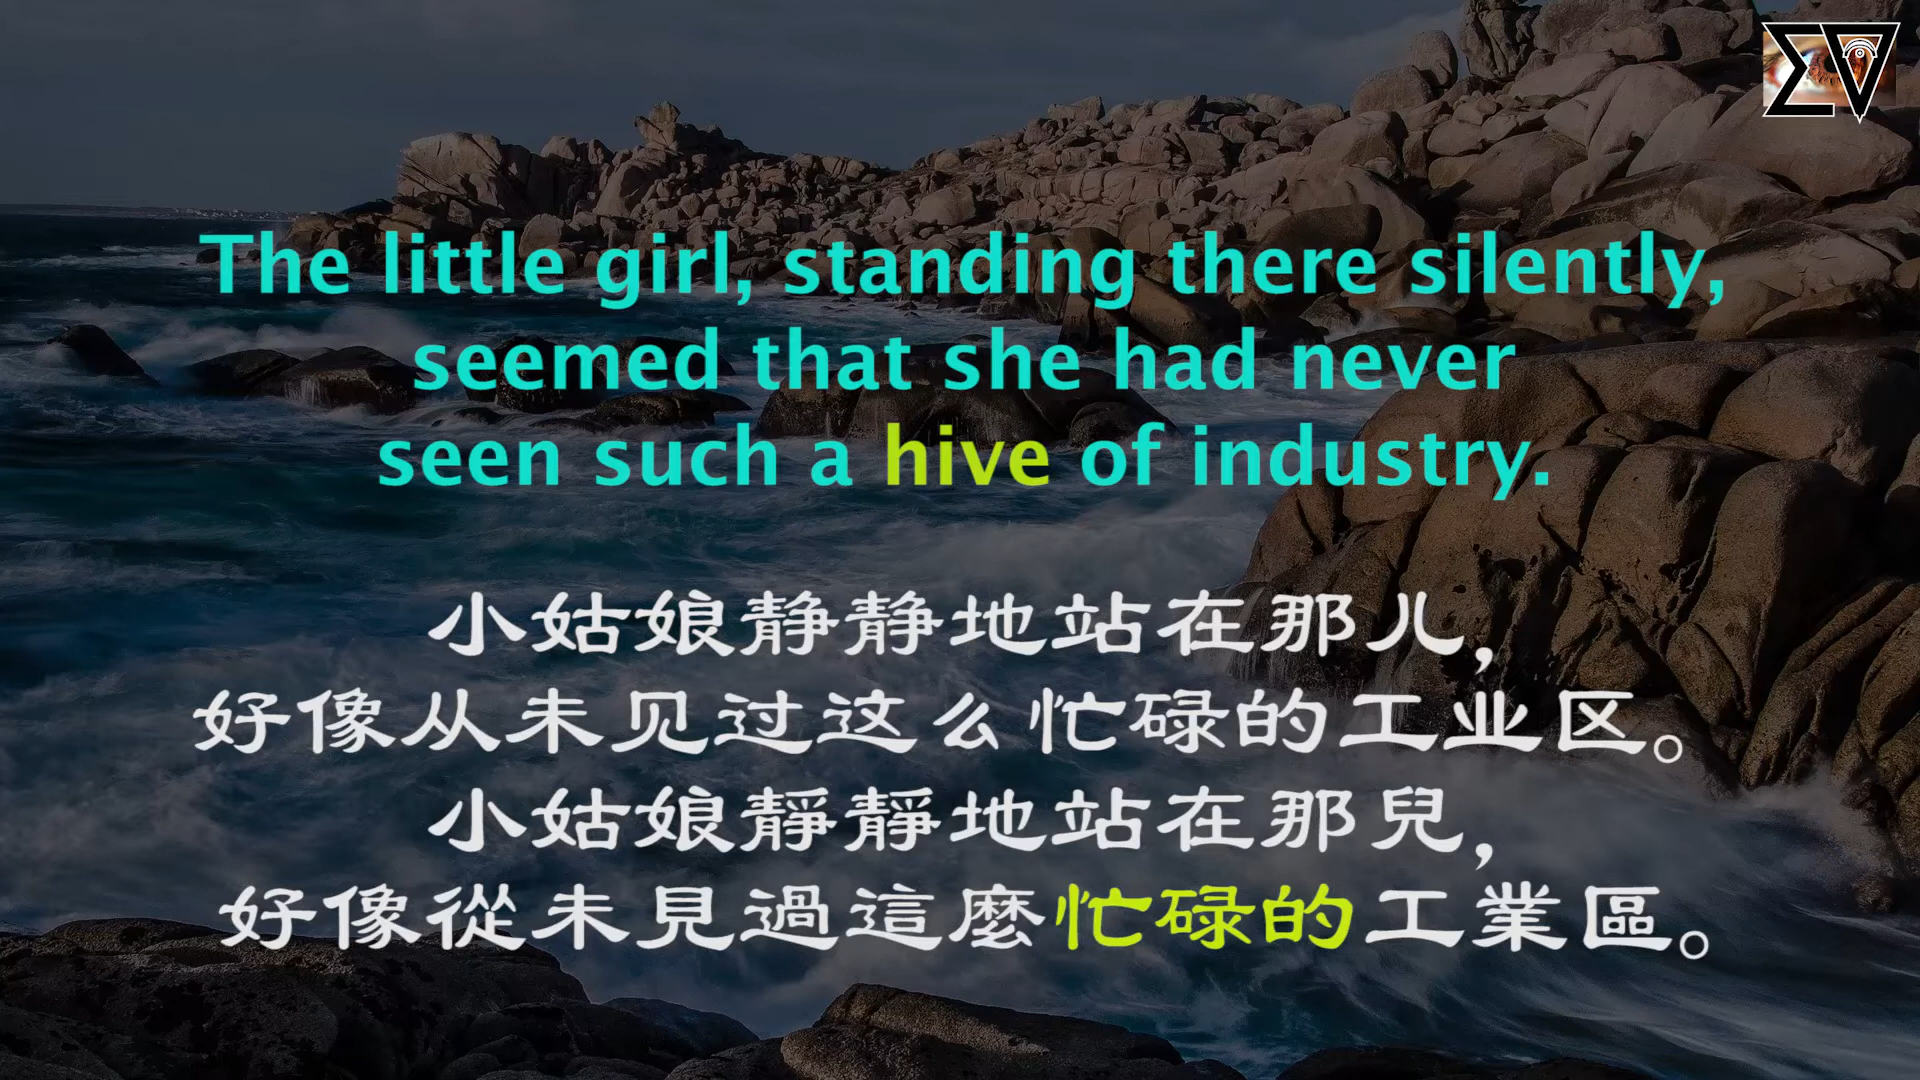 The little girl, standing there silently,
seemed that she had never
seen such a hive of industry.
小姑娘静静地站在那儿，
好像从未见过这么忙碌的工业区。
小姑娘靜靜地站在那兒，
好像從未見過這麼忙碌的工業區。